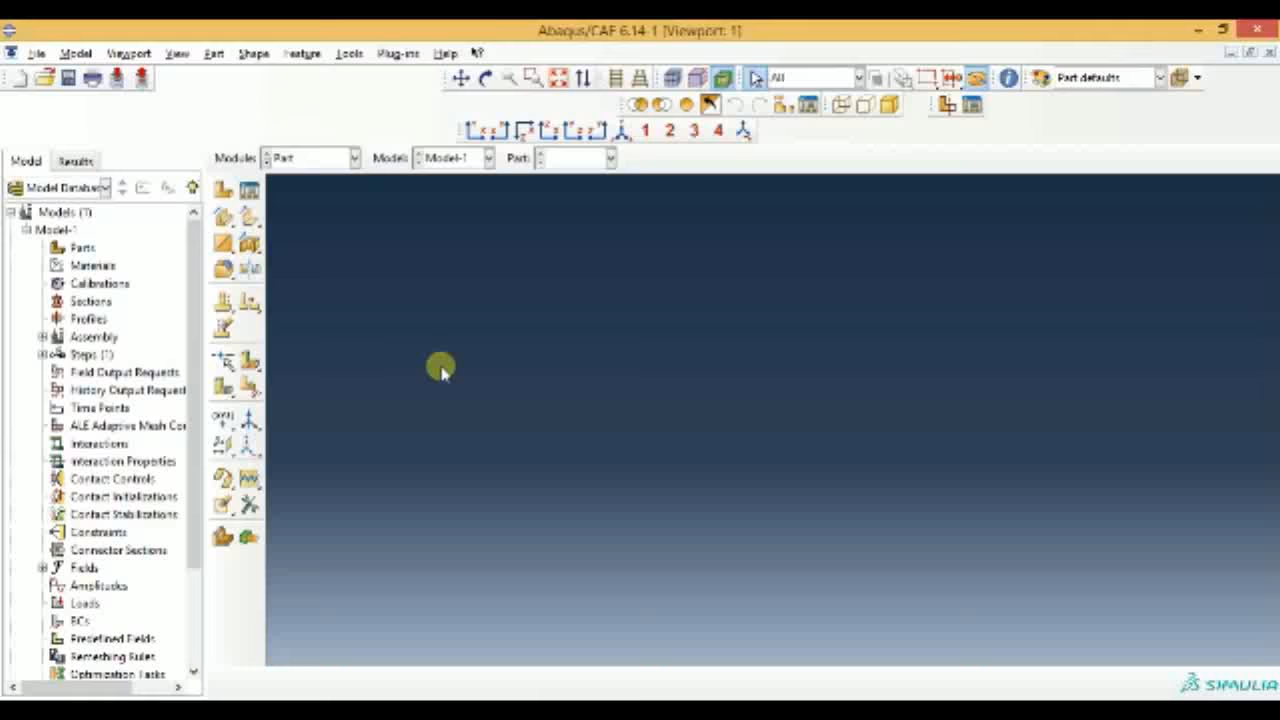 Abaqus/CAE 6.14-1 [Viewport: 1]
File Model Viewport View Part Shape Feature Tools Plug-ins Help
All Part defaults
1 2 3 4
Model Results
Module: Part Model: Model-1 Part:
Model Databas
Models (1)
Model-1
Parts
Materials
Calibrations
Sections
Profiles
Assembly
Steps (1)
Field Output Requests
History Output Request
Time Points
ALE Adaptive Mesh Con
Interactions
Interaction Properties
Contact Controls
Contact Initializations
Contact Stabilizations
Constraints
Connector Sections
Fields
Amplitudes
Loads
BCs
Predefined Fields
Remeshing Rules
Optimization Tasks
SIMULIA